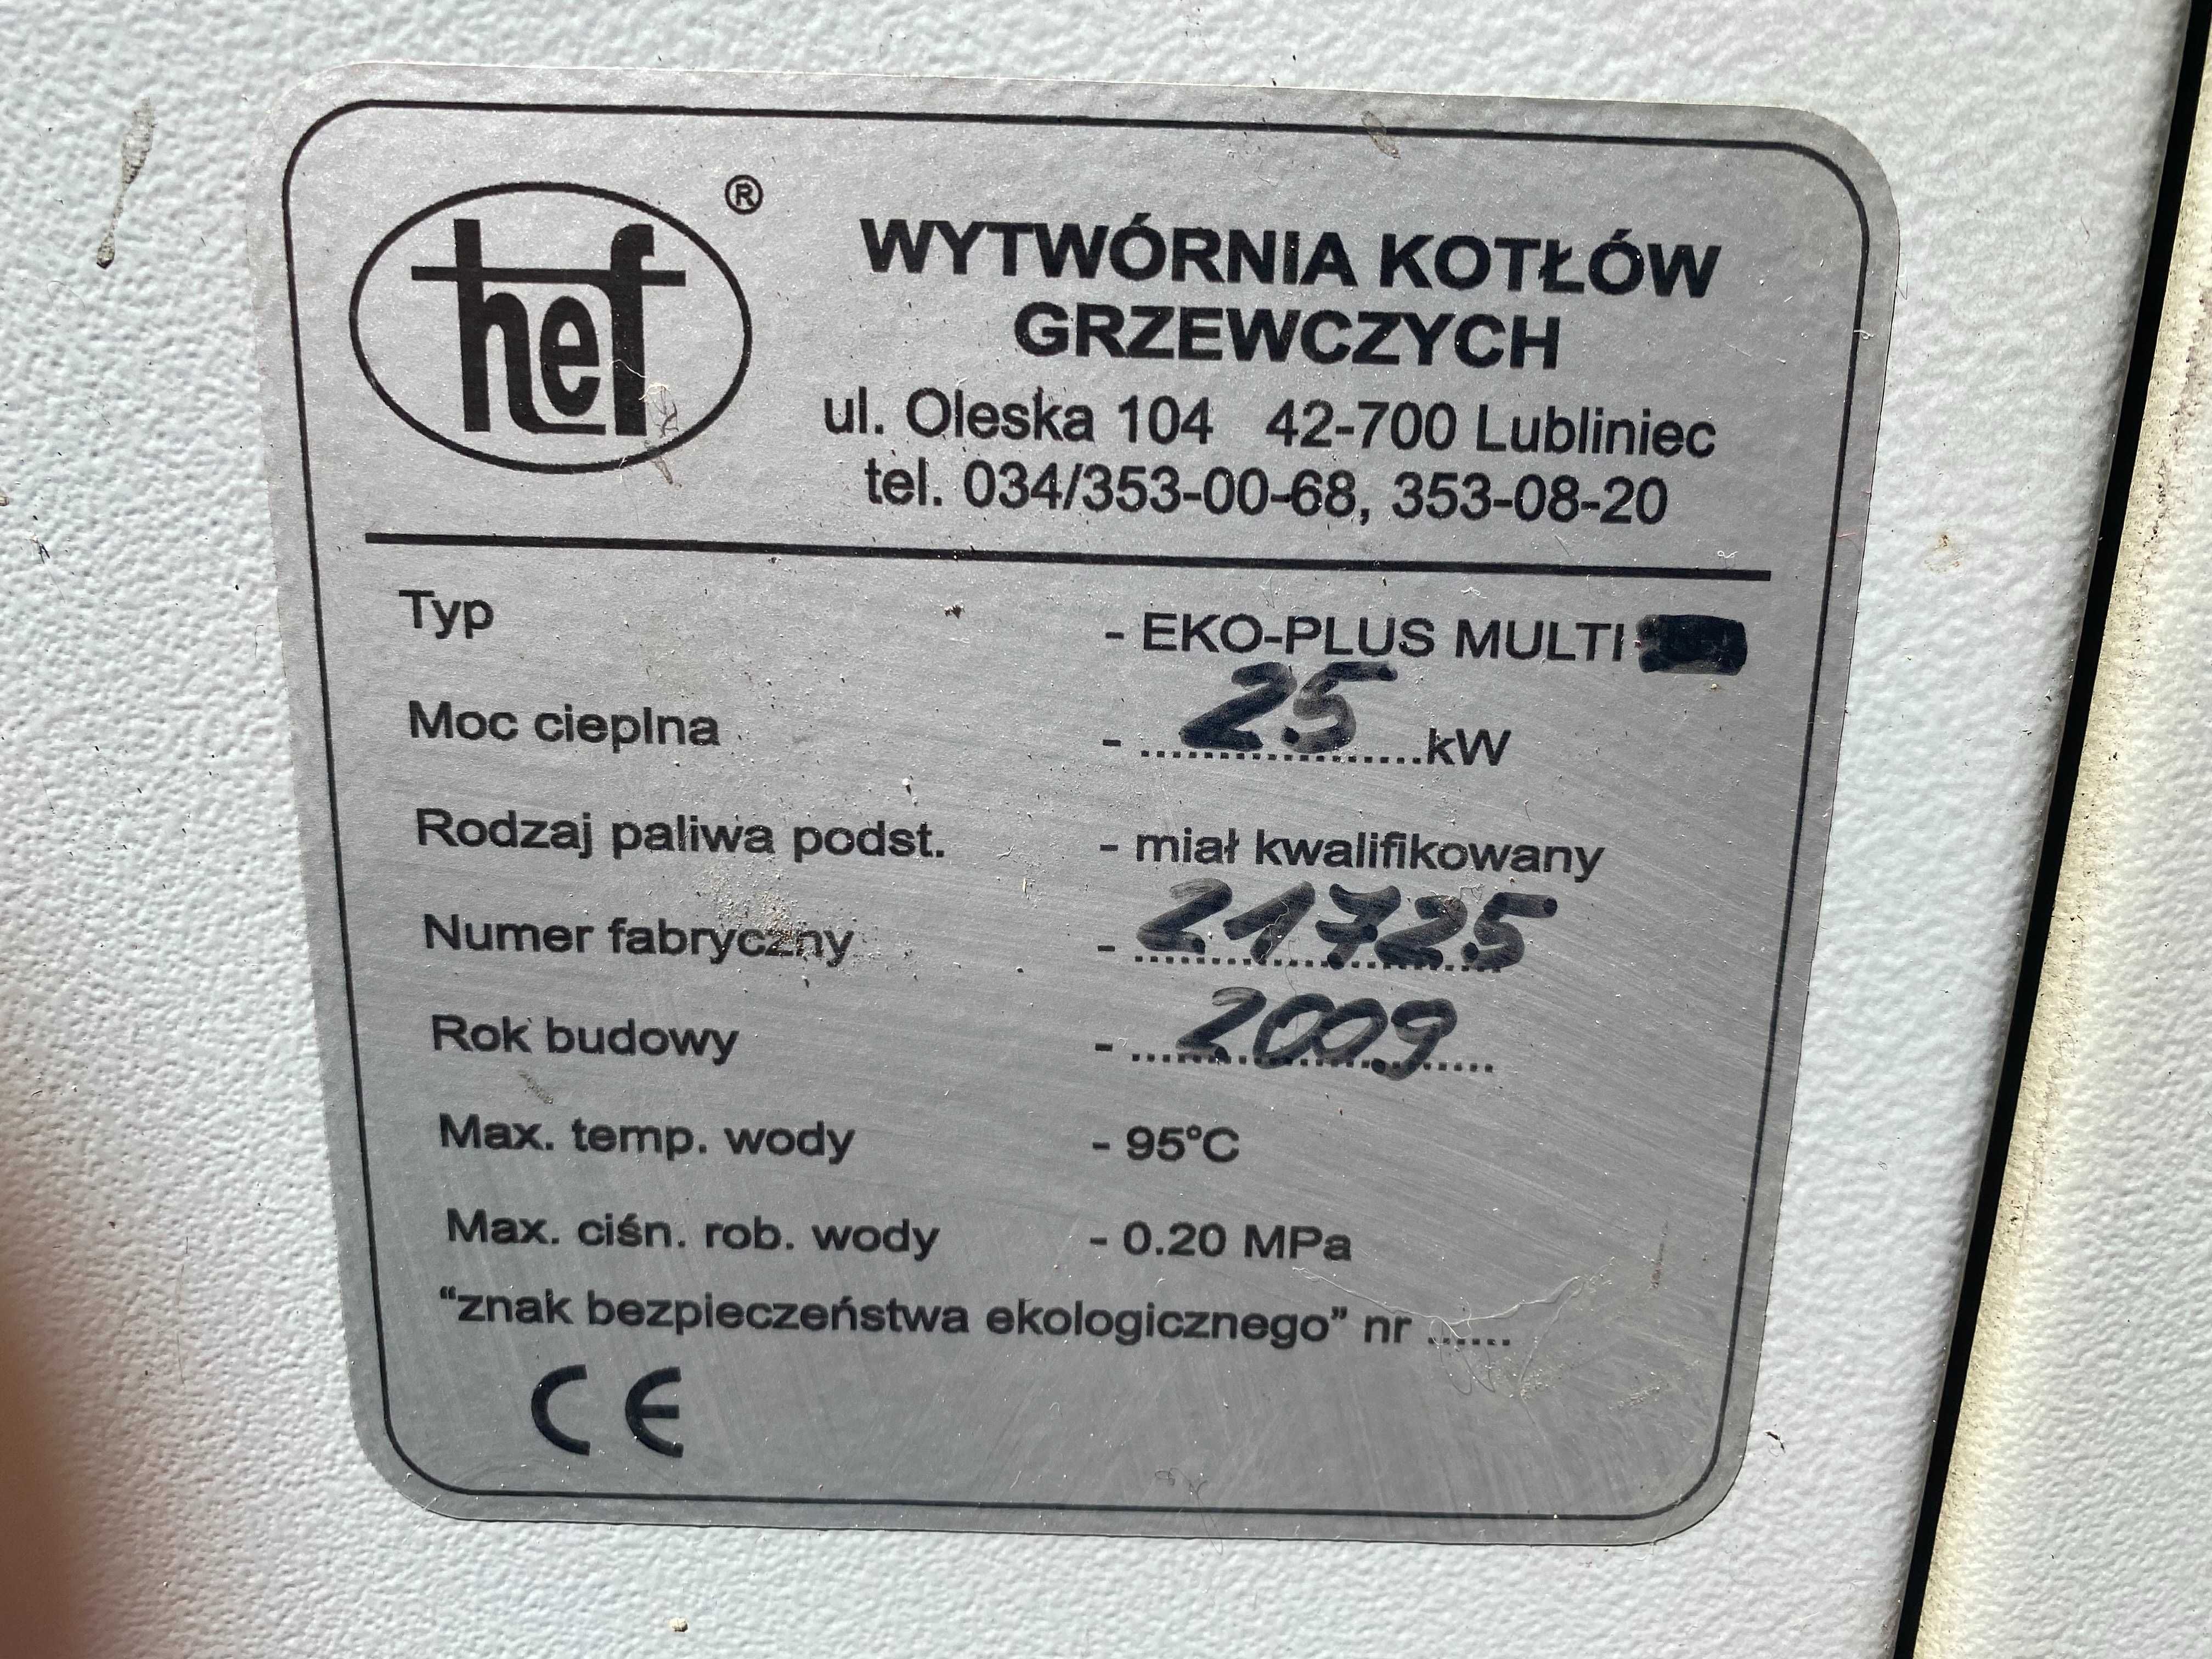 hef ®
WYTWÓRNIA KOTŁÓW
GRZEWCZYCH
ul. Oleska 104 42-700 Lubliniec
tel. 034/353-00-68, 353-08-20
Typ - EKO-PLUS MULTI
Moc cieplna - 25 kW
Rodzaj paliwa podst. - miał kwalifikowany
Numer fabryczny - 21725
Rok budowy - 2009
Max. temp. wody - 95°C
Max. ciśn. rob. wody - 0.20 MPa
“znak bezpieczeństwa ekologicznego” nr ......
CE